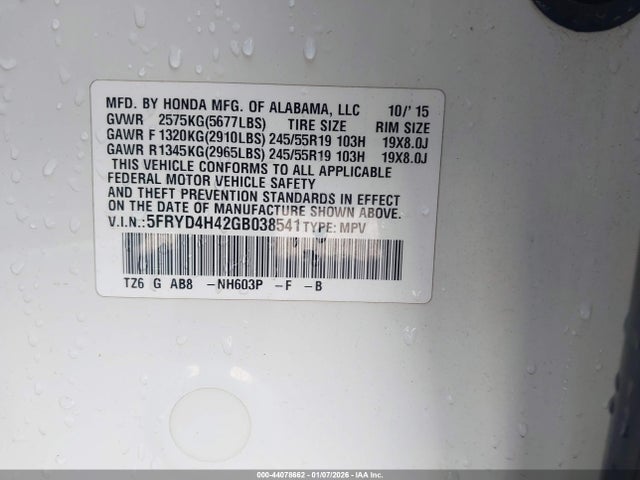 MFD. BY HONDA MFG. OF ALABAMA, LLC 10/' 15
GVWR 2575KG(5677LBS) TIRE SIZE RIM SIZE
GAWR F 1320KG(2910LBS) 245/55R19 103H 19X8.0J
GAWR R1345KG(2965LBS) 245/55R19 103H 19X8.0J
THIS VEHICLE CONFORMS TO ALL APPLICABLE
FEDERAL MOTOR VEHICLE SAFETY
AND THEFT PREVENTION STANDARDS IN EFFECT
ON THE DATE OF MANUFACTURE SHOWN ABOVE.
V.I.N.:5FRYD4H42GB038541 TYPE: MPV
TZ6 G AB8 -NH603P -F -B
000-44078662 - 01/07/2026 - IAA Inc.